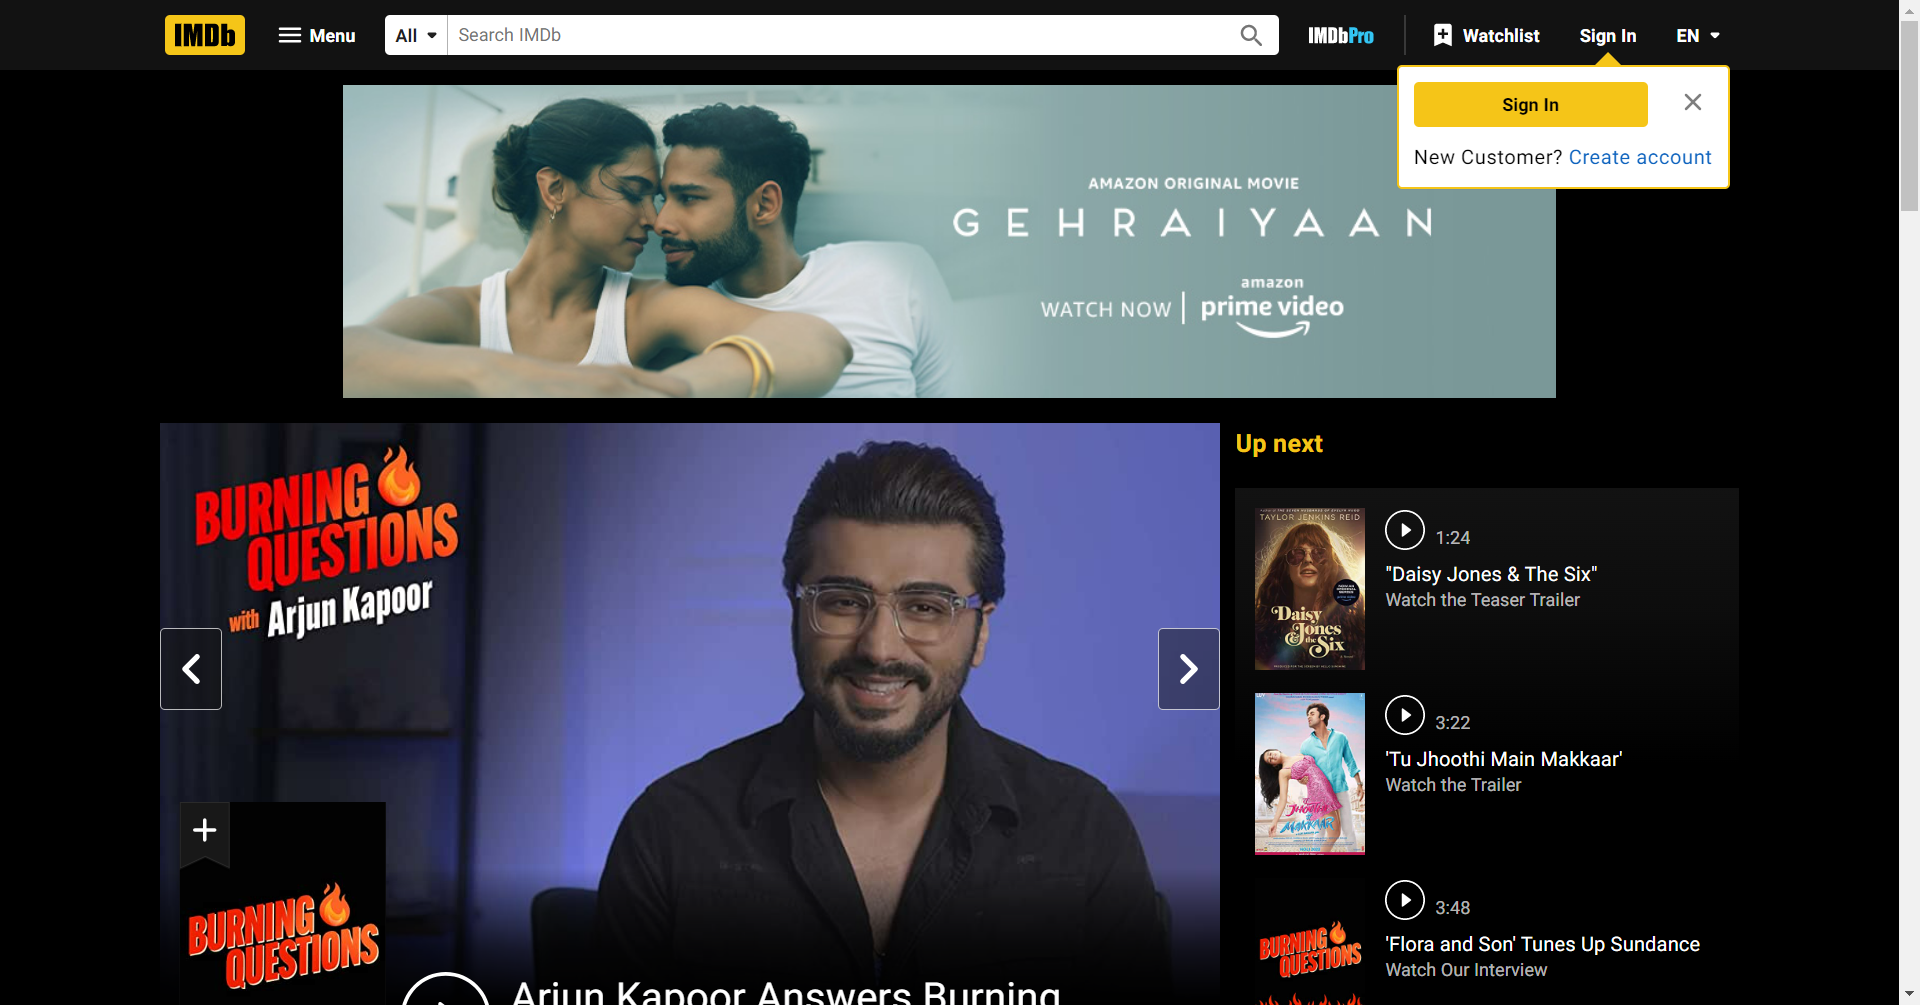 IMDb
Menu
All
Search IMDb
IMDbPro
Watchlist
Sign In
EN
Sign In
New Customer? Create account
AMAZON ORIGINAL MOVIE
GEHRAIYAAN
WATCH NOW
amazon
prime video
BURNING
QUESTIONS
with Arjun Kapoor
BURNING
QUESTIONS
Arjun Kapoor Answers Burning
Up next
TAYLOR JENKINS REID
Daisy
Jones
& the
Six
1:24
"Daisy Jones & The Six"
Watch the Teaser Trailer
Jhoothi
Makkaar
3:22
'Tu Jhoothi Main Makkaar'
Watch the Trailer
BURNING
QUESTIONS
3:48
'Flora and Son' Tunes Up Sundance
Watch Our Interview